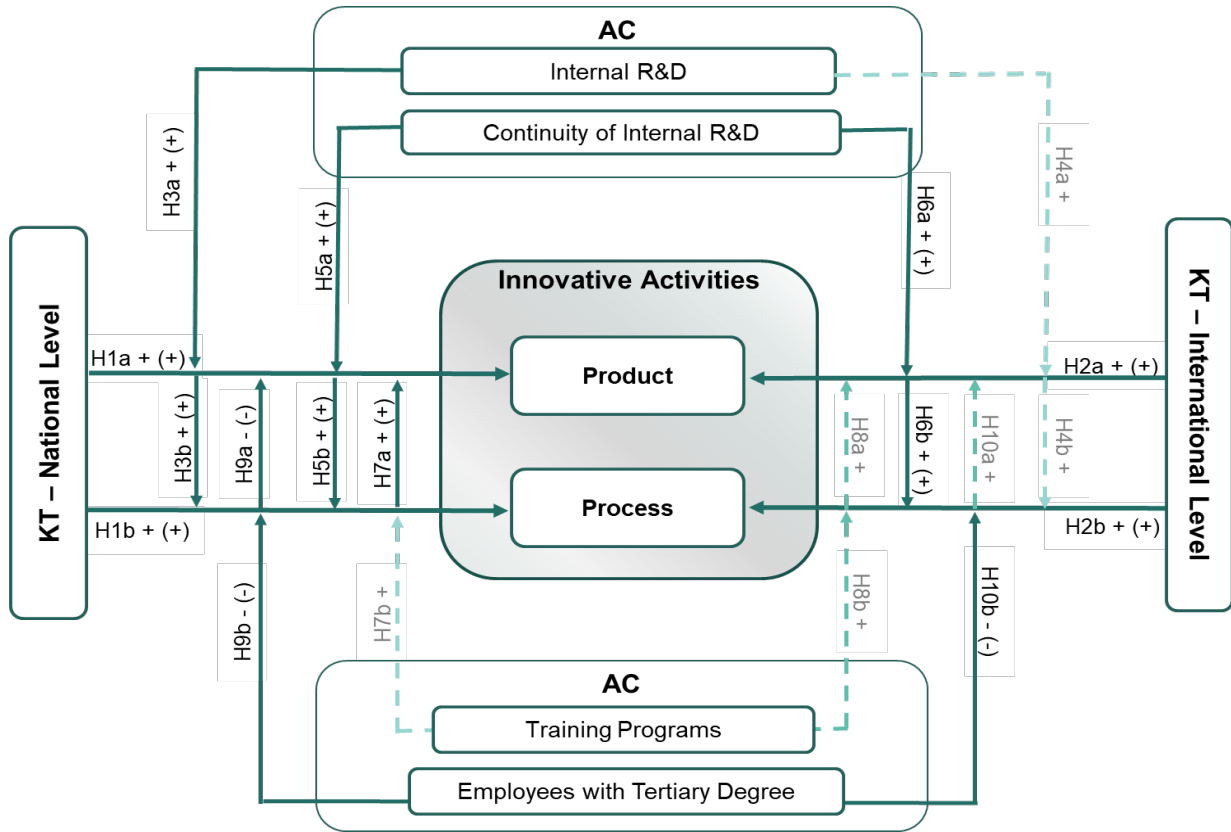 AC
Internal R&D
Continuity of Internal R&D
H3a + (+)
H5a + (+)
H6a + (+)
H4a +
KT – National Level
KT – International Level
Innovative Activities
H1a + (+)
Product
H2a + (+)
H3b + (+)
H9a - (-)
H5b + (+)
H7a + (+)
H8a +
H6b + (+)
H10a +
H4b +
H1b + (+)
Process
H2b + (+)
H9b - (-)
H7b +
H8b +
H10b - (-)
AC
Training Programs
Employees with Tertiary Degree